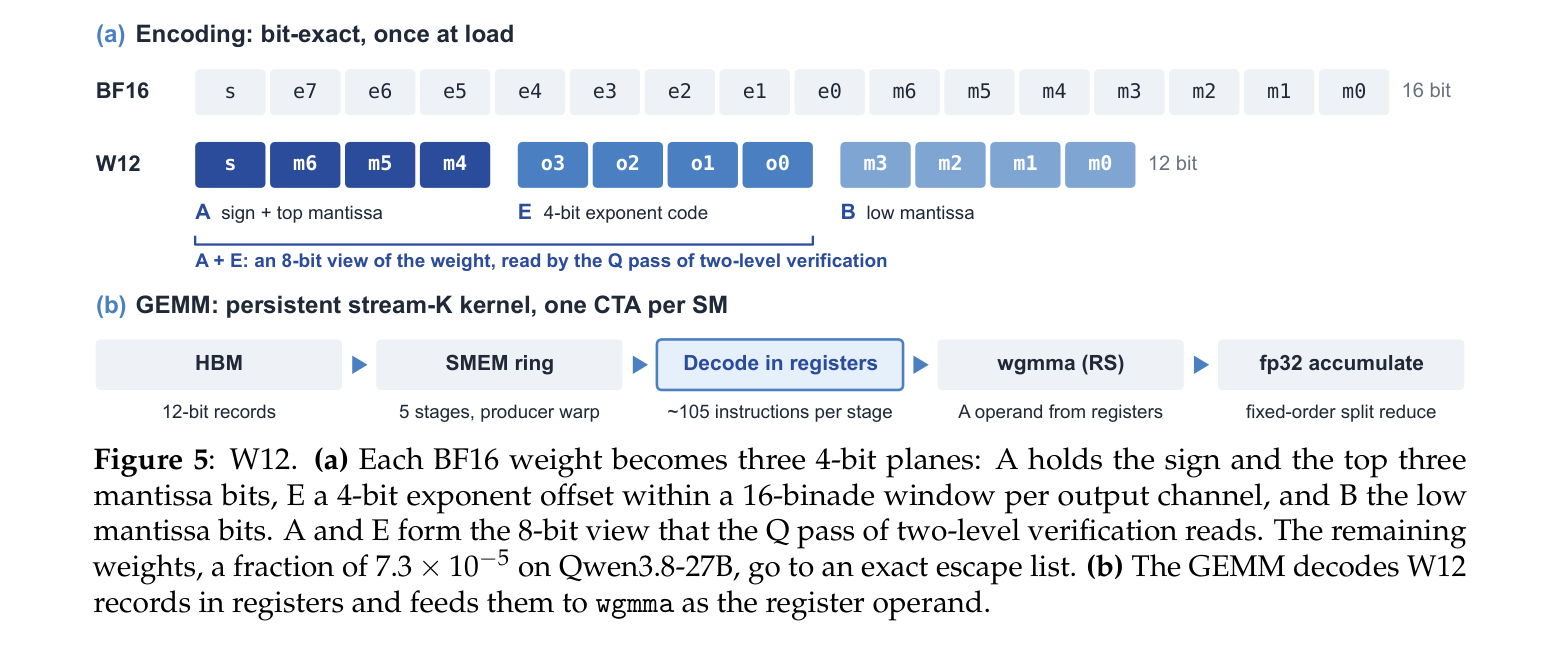 (a) Encoding: bit-exact, once at load
BF16 s e7 e6 e5 e4 e3 e2 e1 e0 m6 m5 m4 m3 m2 m1 m0 16 bit
W12 s m6 m5 m4 o3 o2 o1 o0 m3 m2 m1 m0 12 bit
A sign + top mantissa E 4-bit exponent code B low mantissa
A + E: an 8-bit view of the weight, read by the Q pass of two-level verification
(b) GEMM: persistent stream-K kernel, one CTA per SM
HBM SMEM ring Decode in registers wgmma (RS) fp32 accumulate
12-bit records 5 stages, producer warp ~105 instructions per stage A operand from registers fixed-order split reduce
Figure 5: W12. (a) Each BF16 weight becomes three 4-bit planes: A holds the sign and the top three
mantissa bits, E a 4-bit exponent offset within a 16-binade window per output channel, and B the low
mantissa bits. A and E form the 8-bit view that the Q pass of two-level verification reads. The remaining
weights, a fraction of 7.3 × 10⁻⁵ on Qwen3.8-27B, go to an exact escape list. (b) The GEMM decodes W12
records in registers and feeds them to wgmma as the register operand.